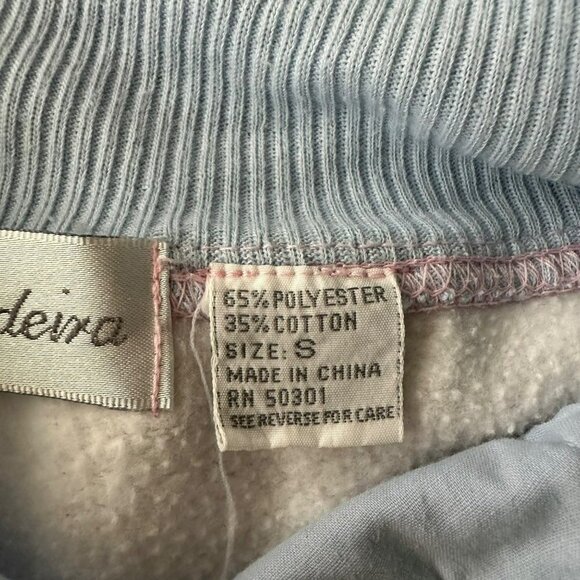 deira
65% POLYESTER
35% COTTON
SIZE: S
MADE IN CHINA
RN 50301
SEE REVERSE FOR CARE